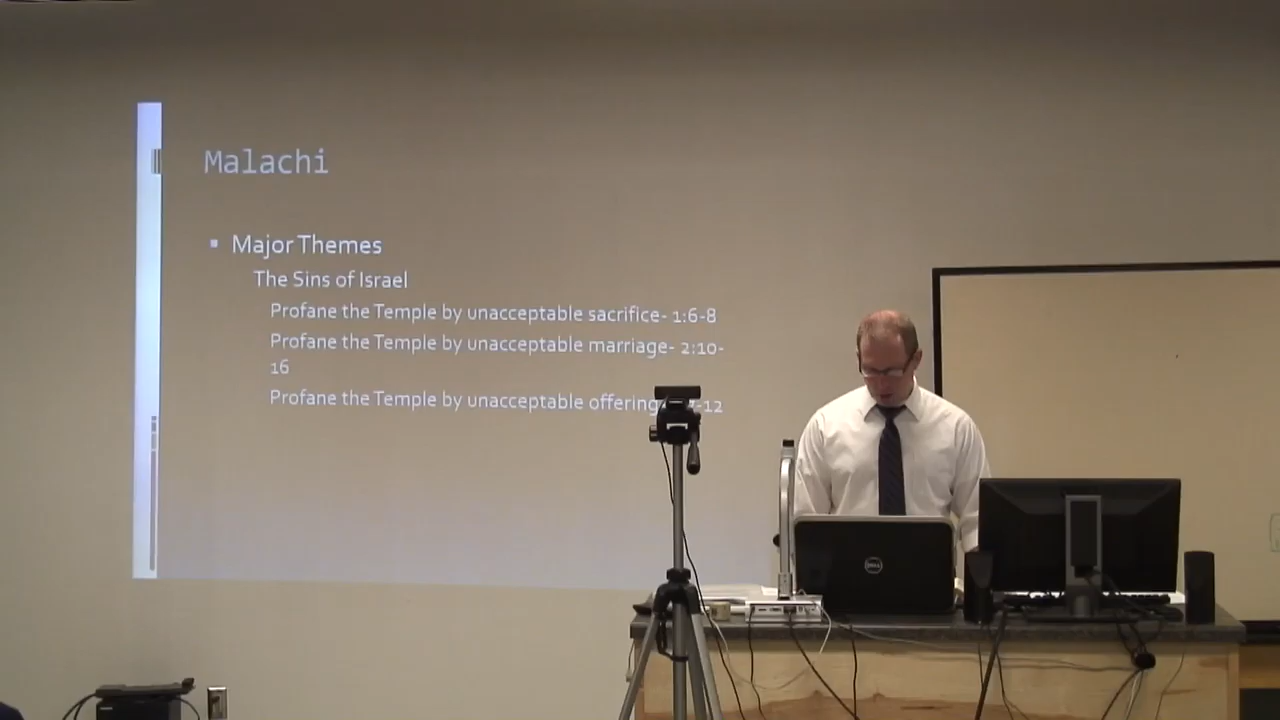 Malachi
Major Themes
The Sins of Israel
Profane the Temple by unacceptable sacrifice- 1:6-8
Profane the Temple by unacceptable marriage- 2:10-
16
Profane the Temple by unacceptable offering -12
DELL